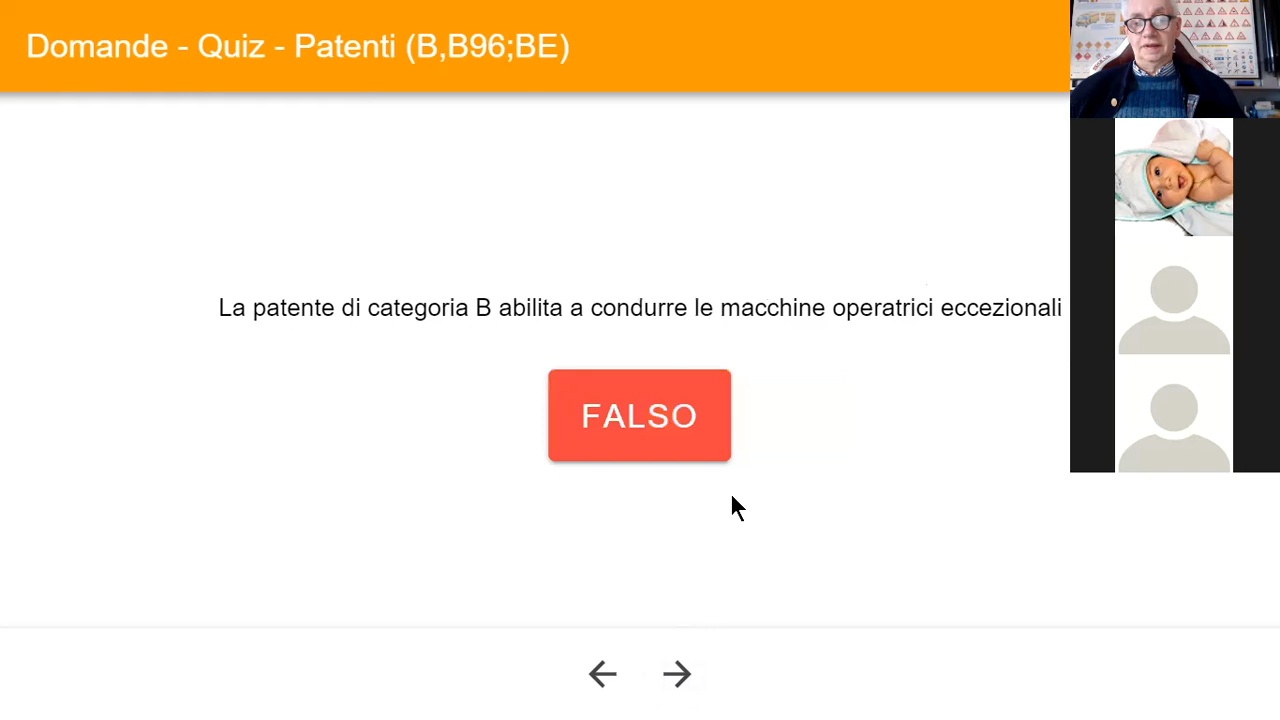 Domande - Quiz - Patenti (B,B96;BE)
La patente di categoria B abilita a condurre le macchine operatrici eccezionali
FALSO